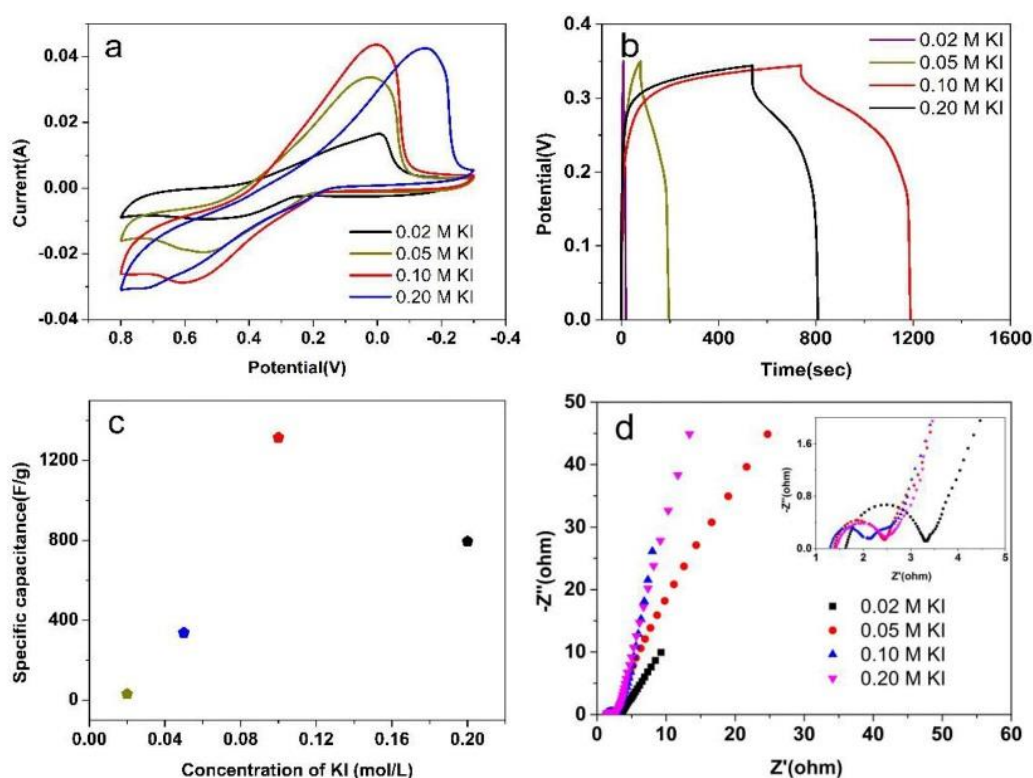 a
Current(A)
0.04
0.02
0.00
-0.02
-0.04
0.8 0.6 0.4 0.2 0.0 -0.2 -0.4
Potential(V)
0.02 M KI
0.05 M KI
0.10 M KI
0.20 M KI
b
Potential(V)
0.4
0.3
0.2
0.1
0.0
0 400 800 1200 1600
Time(sec)
0.02 M KI
0.05 M KI
0.10 M KI
0.20 M KI
c
Specific capacitance(F/g)
1200
800
400
0
0.00 0.04 0.08 0.12 0.16 0.20
Concentration of KI (mol/L)
d
-Z''(ohm)
50
40
30
20
10
0
0 10 20 30 40 50 60
Z'(ohm)
-Z''(ohm)
1.6
0.8
0.0
1 2 3 4 5
Z'(ohm)
0.02 M KI
0.05 M KI
0.10 M KI
0.20 M KI